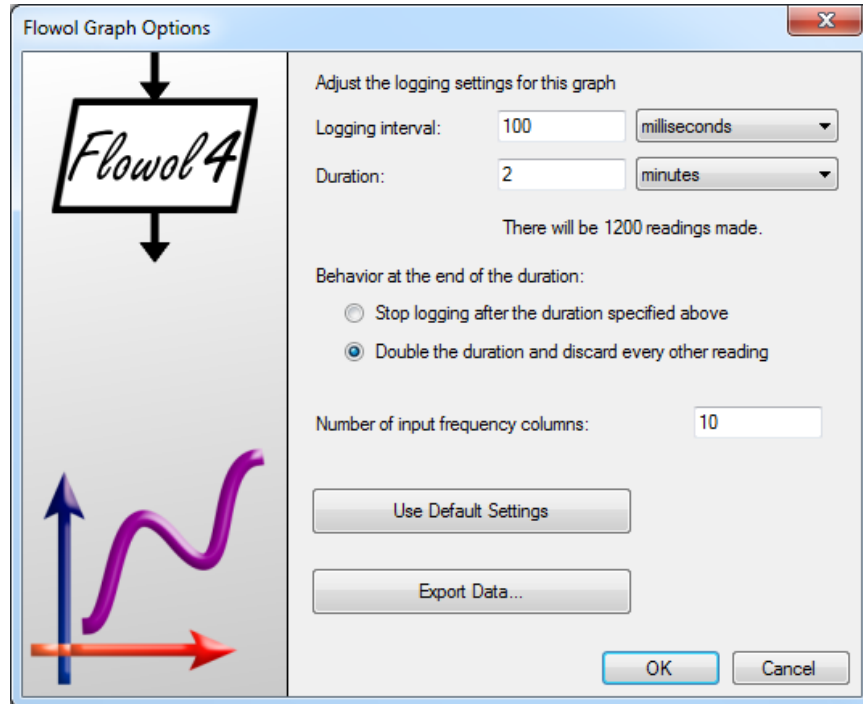 Flowol Graph Options
Flowol 4
Adjust the logging settings for this graph
Logging interval: 100 milliseconds
Duration: 2 minutes
There will be 1200 readings made.
Behavior at the end of the duration:
Stop logging after the duration specified above
Double the duration and discard every other reading
Number of input frequency columns: 10
Use Default Settings
Export Data...
OK Cancel